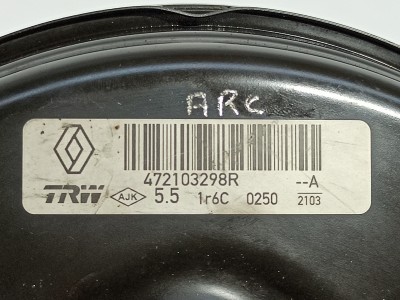 ARC
472103298R --A
TRW AJK 5.5 1r6C 0250 2103